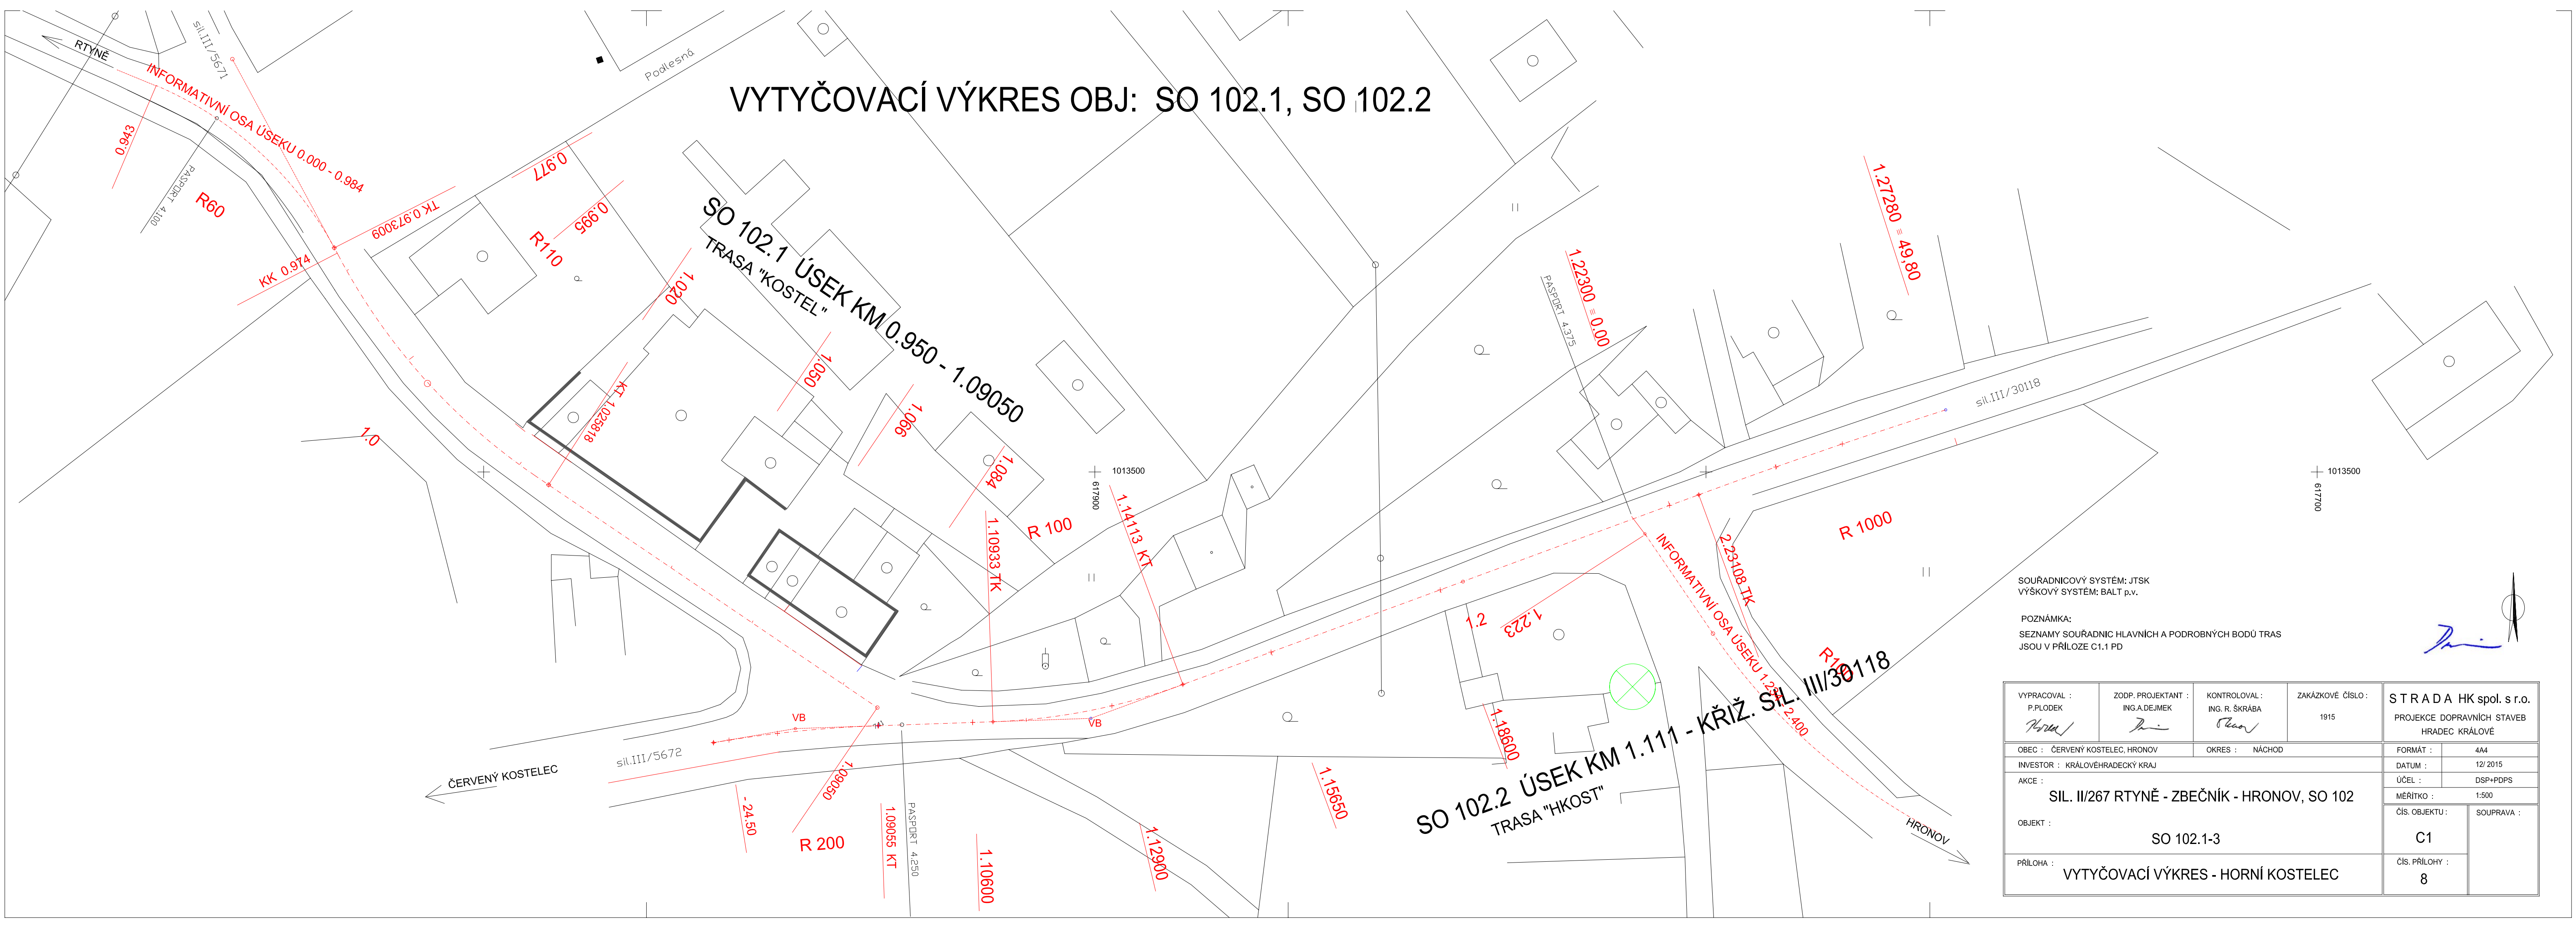 VYTYČOVACÍ VÝKRES OBJ: SO 102.1, SO 102.2
RTYNĚ
sil.III/5671
INFORMATIVNÍ OSA ÚSEKU 0.000 - 0.984
0.943
PASPORT 4.100
R60
Podlesná
0.977
TK 0.973009
KK 0.974
0.995
R110
1.020
SO 102.1 ÚSEK KM 0.950 - 1.09050
TRASA "KOSTEL"
KT 1.025818
1.050
1.066
1.084
1.0
1013500
617900
1.10933 TK
R 100
1.14113 KT
PASPORT 4.375
1.22300 = 0.00
1.27280 = 49,80
sil.III/30118
1013500
617700
R 1000
INFORMATIVNÍ OSA ÚSEKU 2.400
2.23108 TK
1.2
1.223
VB
VB
sil.III/5672
ČERVENÝ KOSTELEC
- 24.50
1.09050
R 200
1.09055 KT
PASPORT 4.250
1.10600
1.12900
1.15650
1.18600
SO 102.2 ÚSEK KM 1.111 - KŘIŽ. SIL. III/30118
TRASA "HKOST"
HRONOV
SOUŘADNICOVÝ SYSTÉM: JTSK
VÝŠKOVÝ SYSTÉM: BALT p.v.
POZNÁMKA:
SEZNAMY SOUŘADNIC HLAVNÍCH A PODROBNÝCH BODŮ TRAS
JSOU V PŘÍLOZE C1.1 PD
VYPRACOVAL :
P.PLODEK
ZODP. PROJEKTANT :
ING.A.DEJMEK
KONTROLOVAL :
ING. R. ŠKRÁBA
ZAKÁZKOVÉ ČÍSLO :
1915
S T R A D A HK spol. s r.o.
PROJEKCE DOPRAVNÍCH STAVEB
HRADEC KRÁLOVÉ
OBEC : ČERVENÝ KOSTELEC, HRONOV
OKRES : NÁCHOD
INVESTOR : KRÁLOVÉHRADECKÝ KRAJ
AKCE :
SIL. II/267 RTYNĚ - ZBEČNÍK - HRONOV, SO 102
OBJEKT :
SO 102.1-3
PŘÍLOHA :
VYTYČOVACÍ VÝKRES - HORNÍ KOSTELEC
FORMÁT : 4A4
DATUM : 12/ 2015
ÚČEL : DSP+PDPS
MĚŘÍTKO : 1:500
ČÍS. OBJEKTU :
C1
SOUPRAVA :
ČÍS. PŘÍLOHY :
8